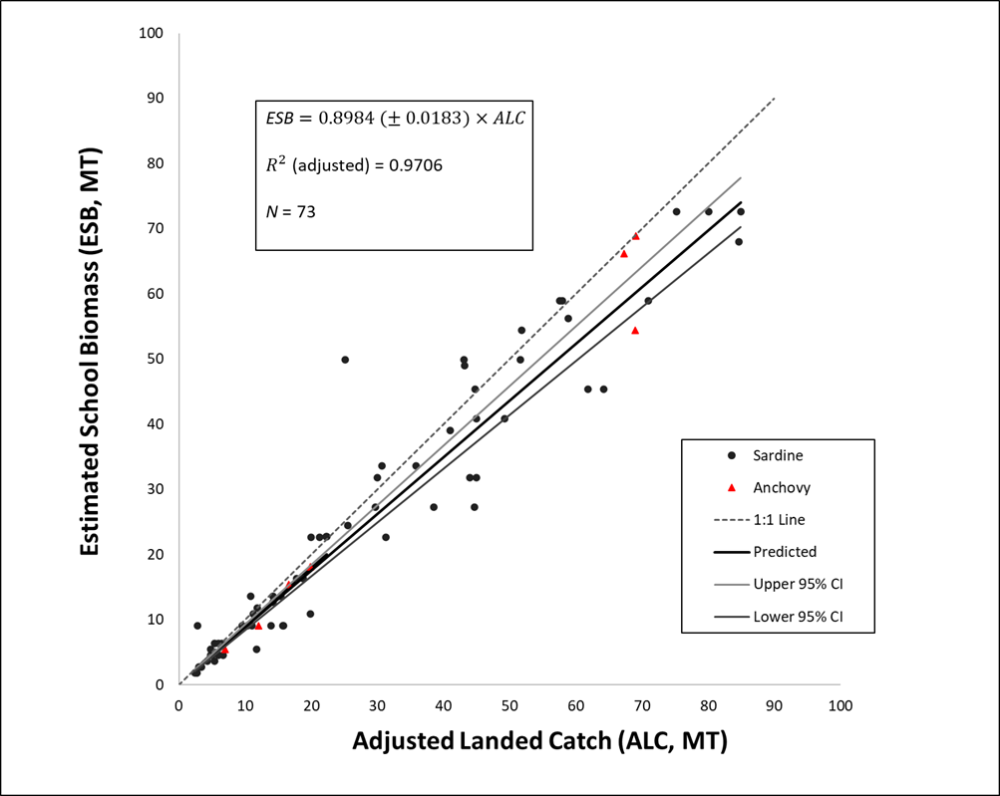 Estimated School Biomass (ESB, MT)
100
90
80
70
60
50
40
30
20
10
0
𝐸𝑆𝐵 = 0.8984 (± 0.0183) × 𝐴𝐿𝐶
𝑅² (adjusted) = 0.9706
N = 73
Sardine
Anchovy
1:1 Line
Predicted
Upper 95% CI
Lower 95% CI
0 10 20 30 40 50 60 70 80 90 100
Adjusted Landed Catch (ALC, MT)